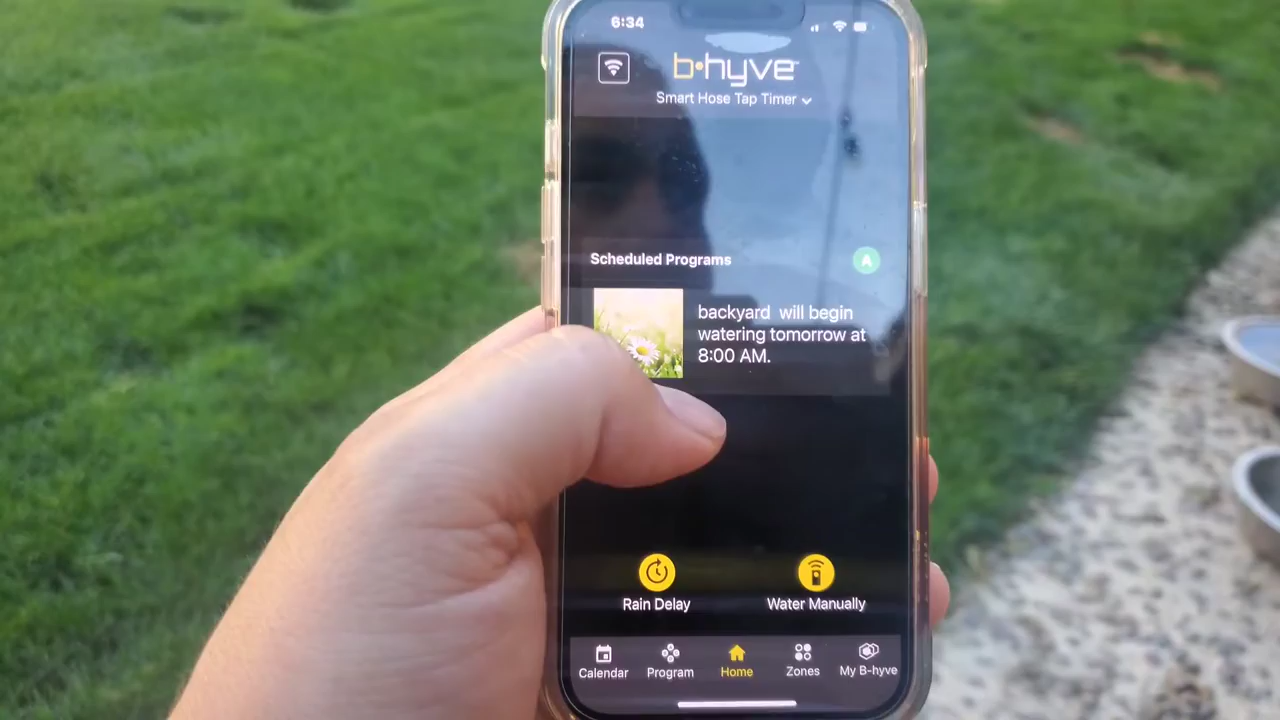 6:34
b•hyve™
Smart Hose Tap Timer
Scheduled Programs
A
backyard will begin
watering tomorrow at
8:00 AM.
Rain Delay
Water Manually
Calendar
Program
Home
Zones
My B-hyve